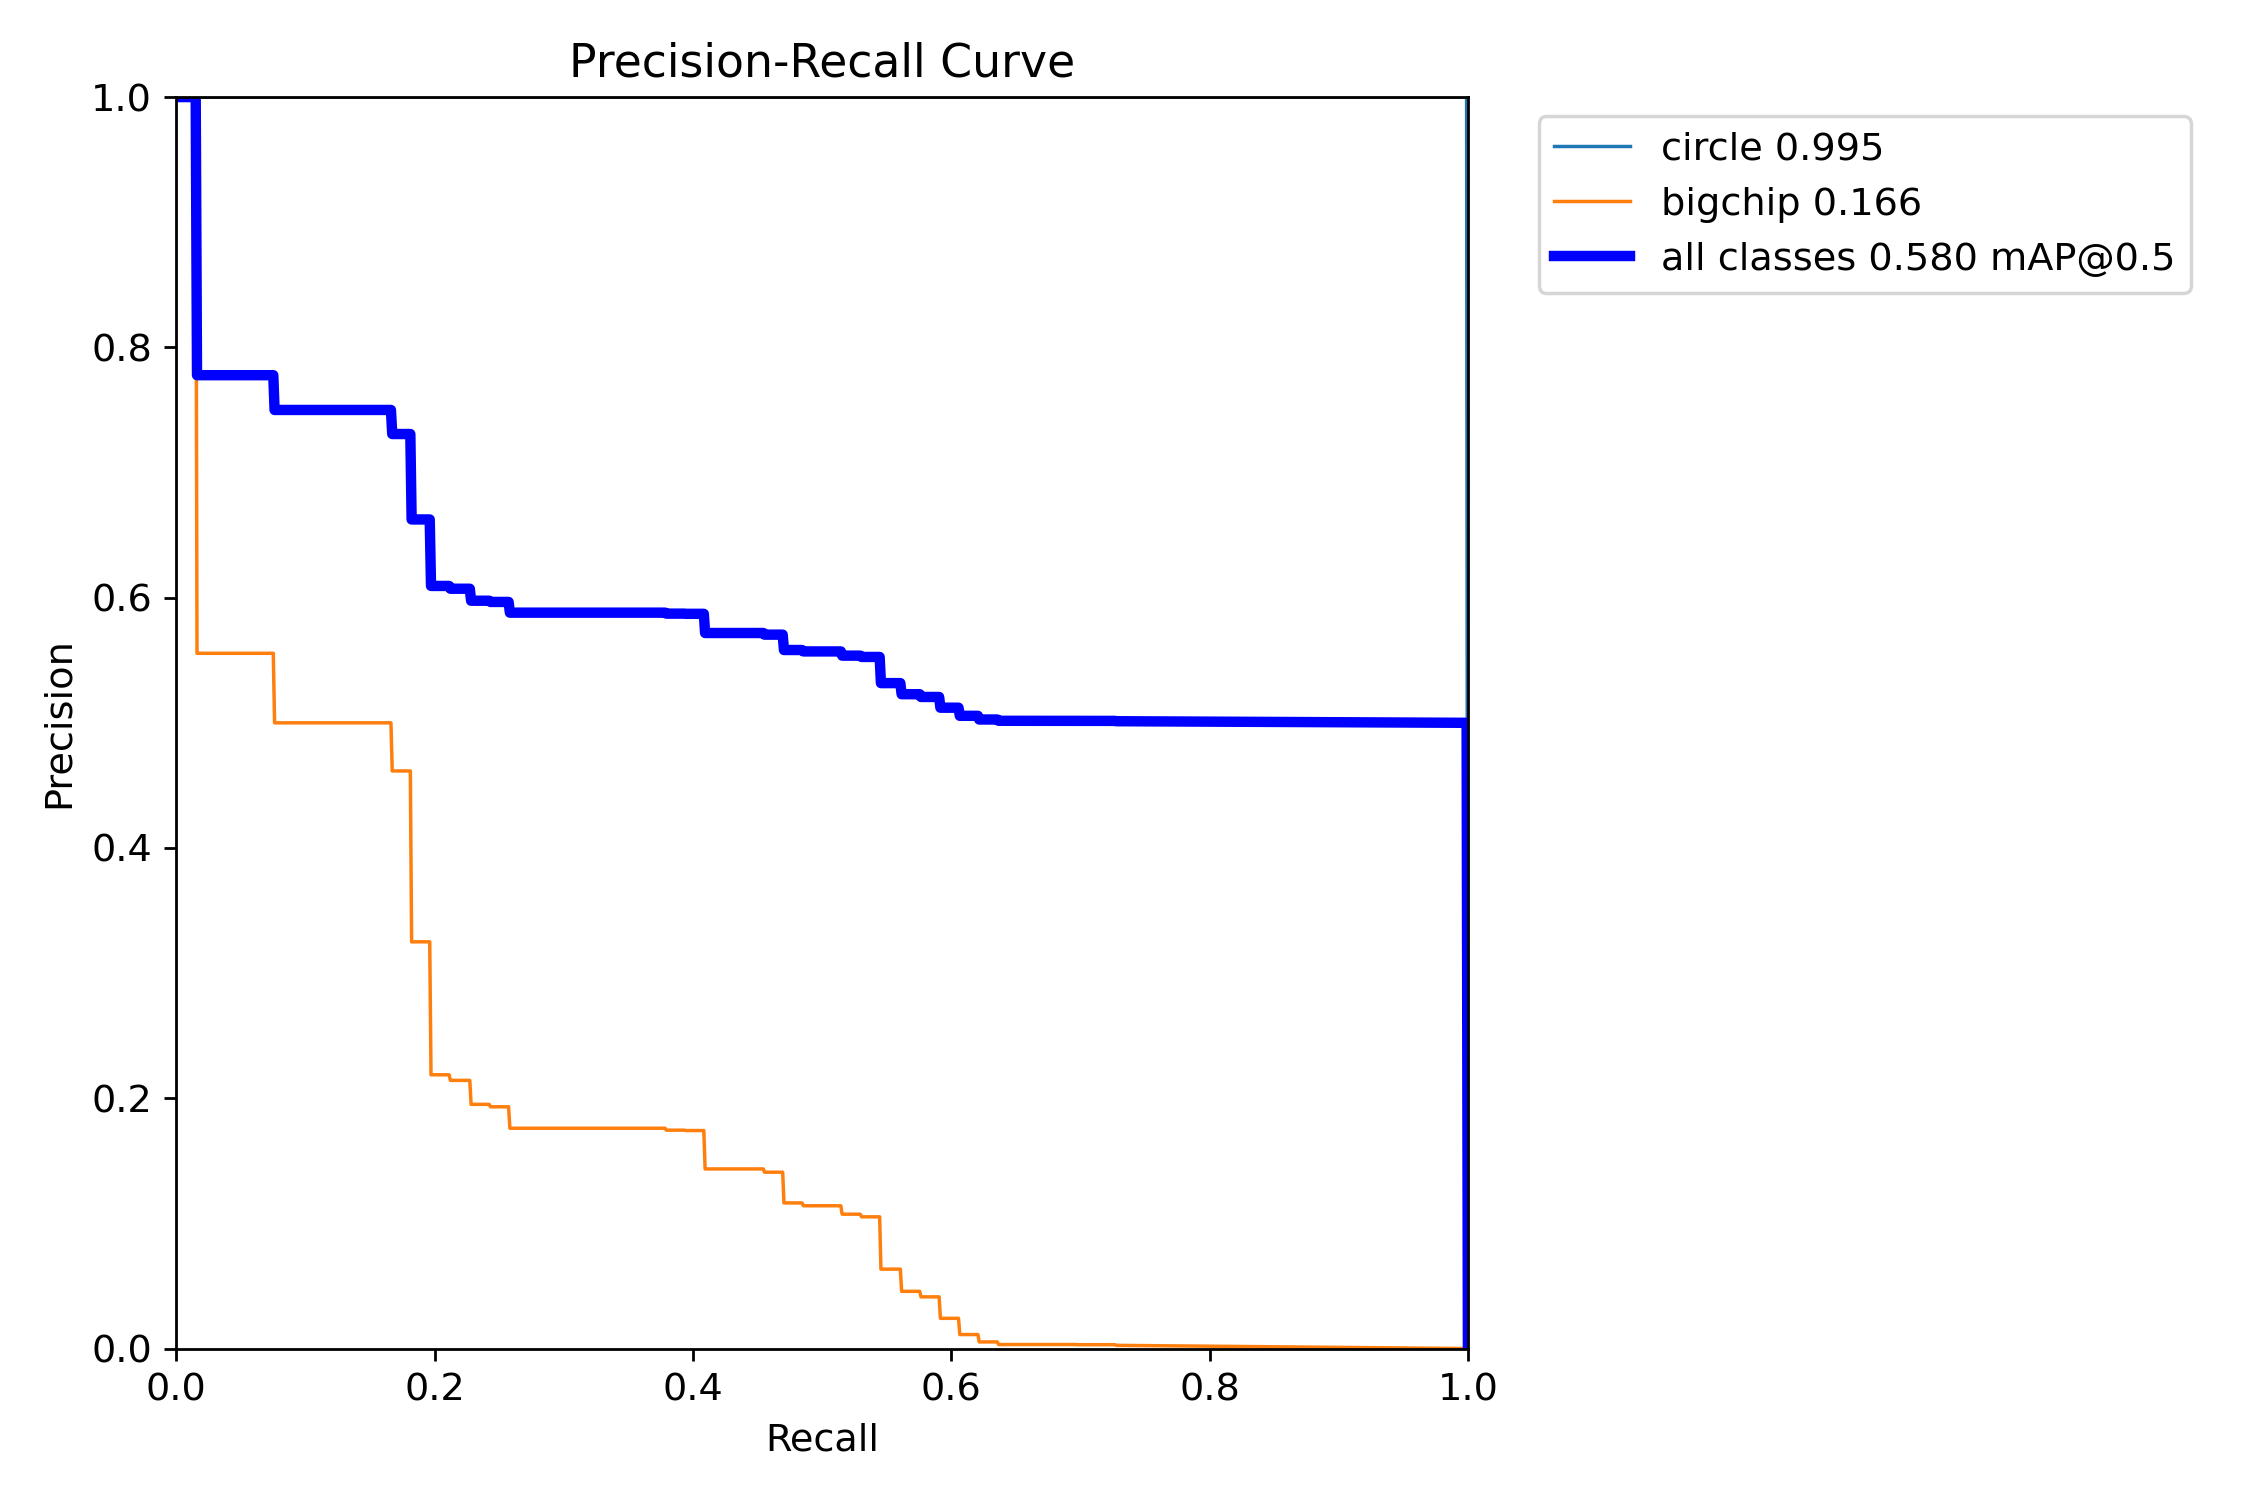 Precision-Recall Curve
1.0
0.8
0.6
0.4
0.2
0.0
Precision
0.0 0.2 0.4 0.6 0.8 1.0
Recall
circle 0.995
bigchip 0.166
all classes 0.580 mAP@0.5